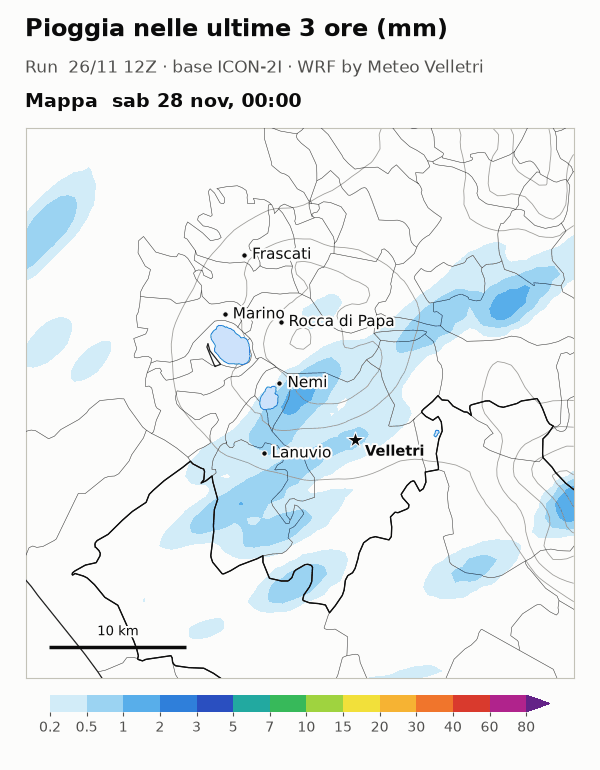 Pioggia nelle ultime 3 ore (mm)
Run  26/11 12Z · base ICON-2I · WRF by Meteo Velletri
Mappa  sab 28 nov, 00:00
Frascati
Marino
Rocca di Papa
Nemi
Velletri
Lanuvio
10 km
0.2 0.5 1 2 3 5 7 10 15 20 30 40 60 80